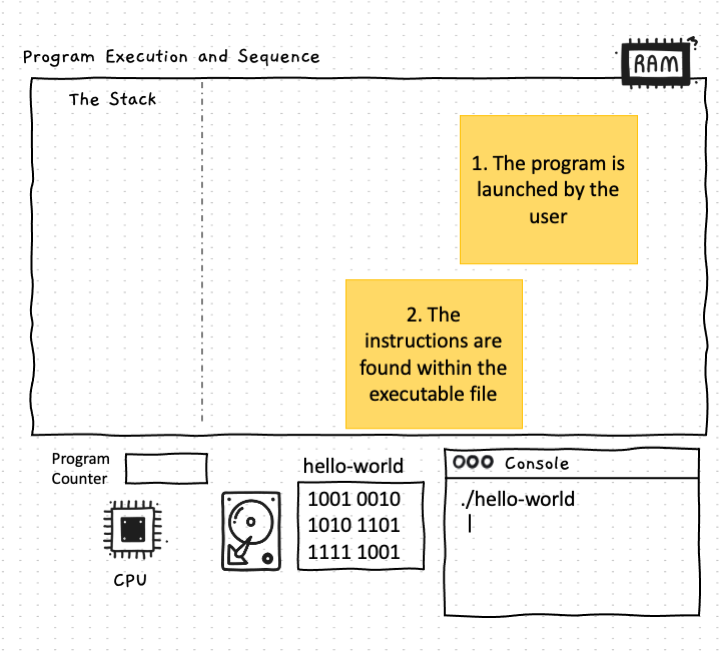 Program Execution and Sequence
RAM
The Stack
1. The program is
launched by the
user
2. The
instructions are
found within the
executable file
Program
Counter
CPU
hello-world
1001 0010
1010 1101
1111 1001
Console
./hello-world
|